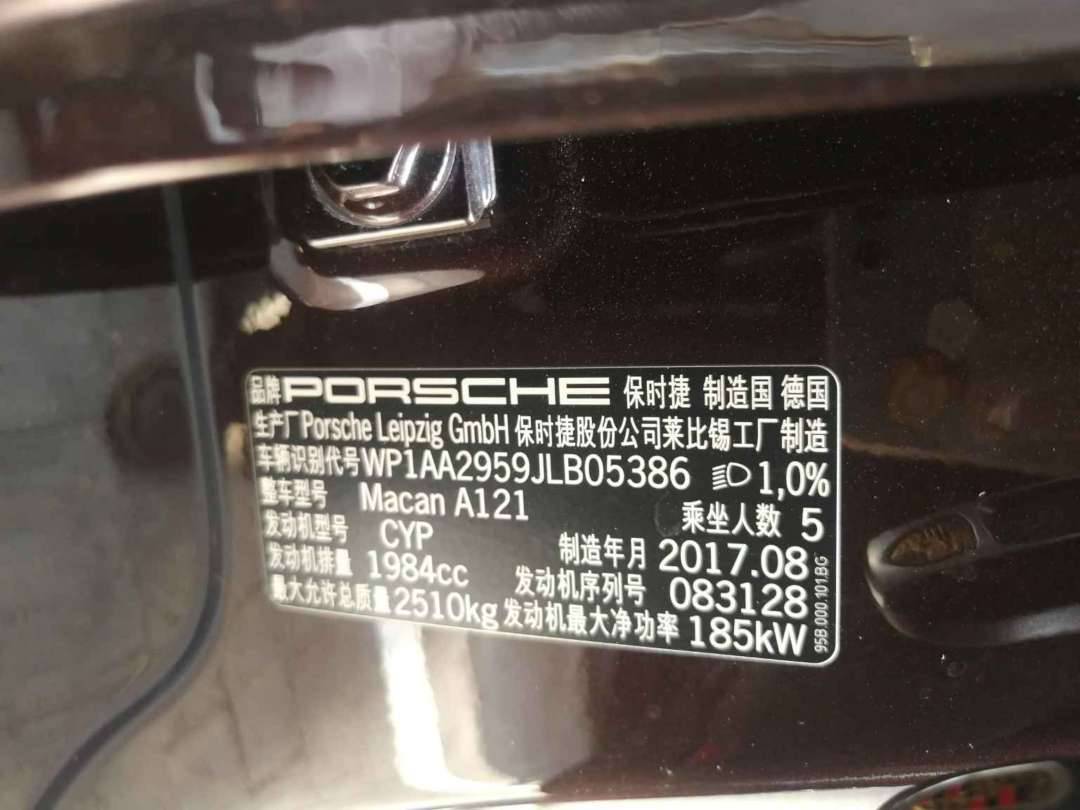 品牌 PORSCHE 保时捷 制造国 德国
生产厂 Porsche Leipzig GmbH 保时捷股份公司莱比锡工厂制造
车辆识别代号 WP1AA2959JLB05386 1,0%
整车型号 Macan A121 乘坐人数 5
发动机型号 CYP 制造年月 2017.08
发动机排量 1984cc 发动机序列号 083128
最大允许总质量 2510kg 发动机最大净功率 185kW
95B.000.101.BG